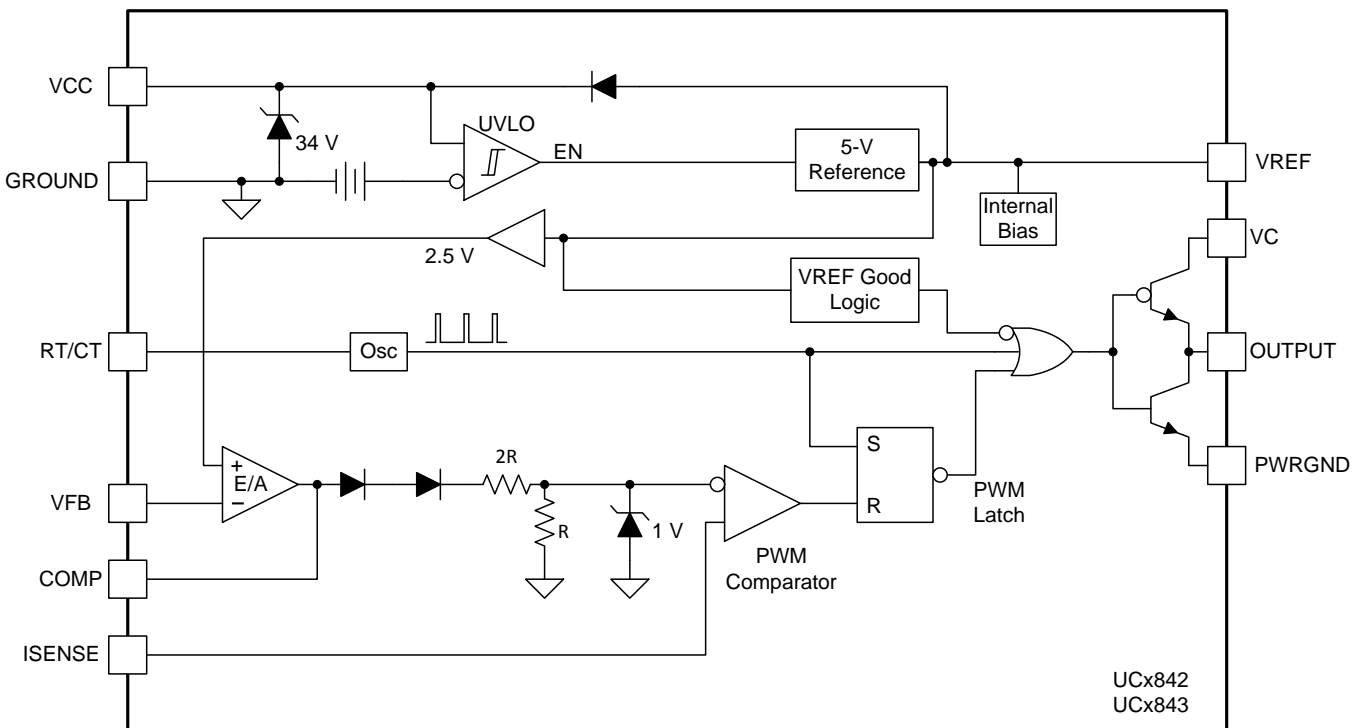 VCC
UVLO
34 V
EN
5-V
Reference
GROUND
VREF
Internal
Bias
VC
2.5 V
VREF Good
Logic
RT/CT
Osc
OUTPUT
S
2R
+
E/A
−
PWRGND
VFB
R
R
1 V
PWM
Latch
PWM
Comparator
COMP
ISENSE
UCx842
UCx843